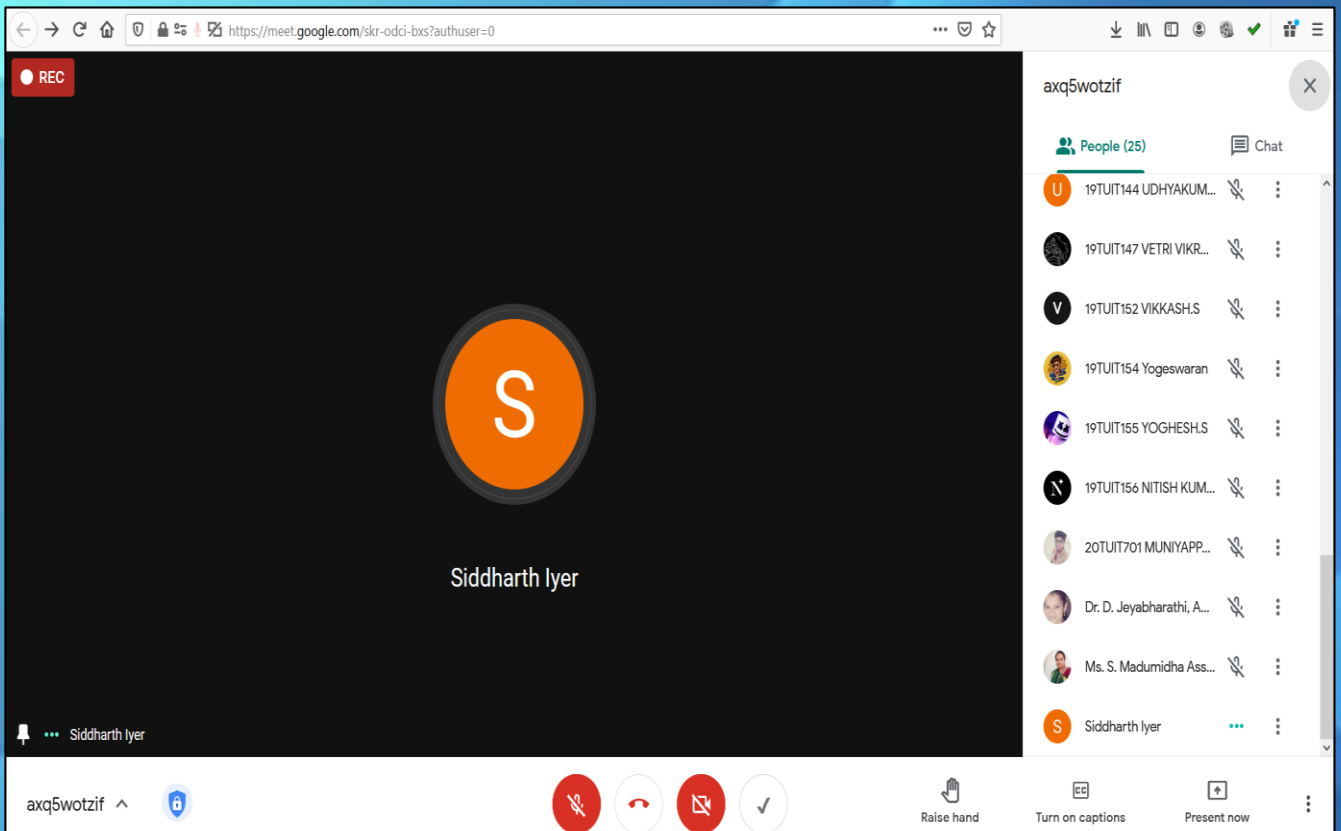 https://meet.google.com/skr-odci-bxs?authuser=0
REC
S
Siddharth Iyer
Siddharth Iyer
axq5wotzif
People (25)
Chat
U 19TUIT144 UDHYAKUM...
19TUIT147 VETRI VIKR...
V 19TUIT152 VIKKASH.S
19TUIT154 Yogeswaran
19TUIT155 YOGHESH.S
N 19TUIT156 NITISH KUM...
20TUIT701 MUNIYAPP...
Dr. D. Jeyabharathi, A...
Ms. S. Madumidha Ass...
S Siddharth Iyer
axq5wotzif
Raise hand
CC
Turn on captions
Present now